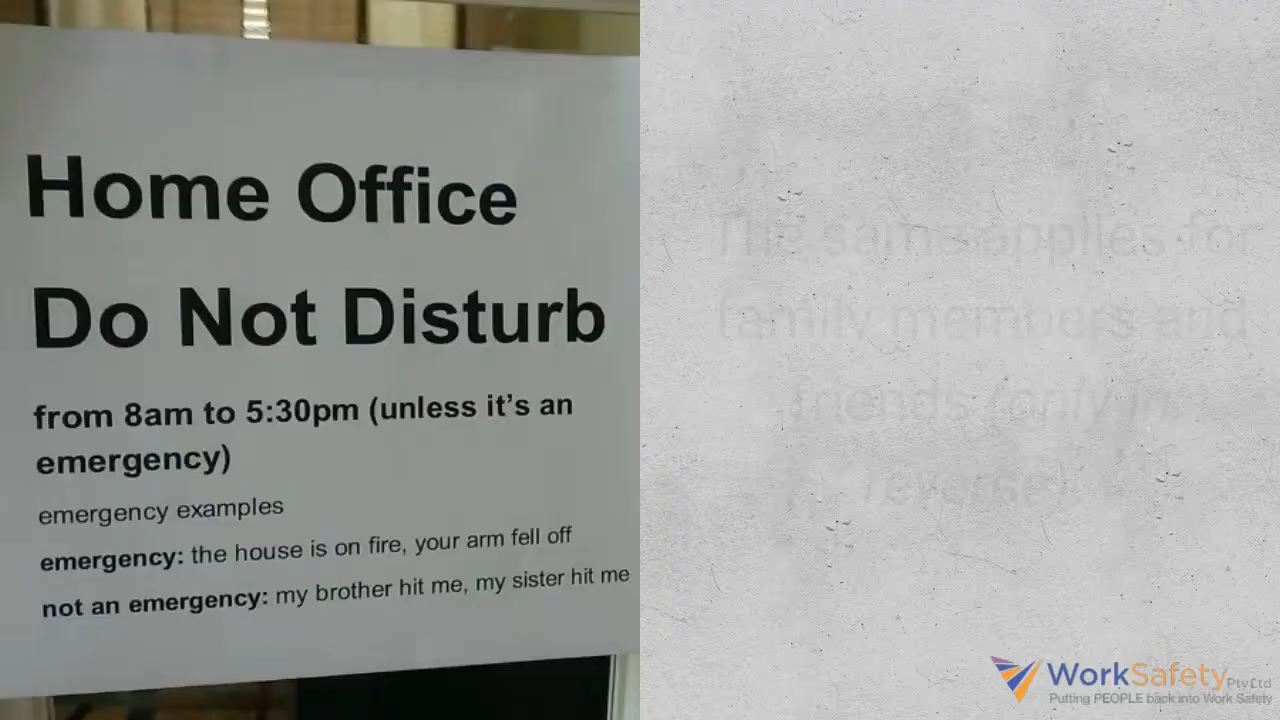 Home Office
Do Not Disturb
from 8am to 5:30pm (unless it’s an
emergency)
emergency examples
emergency: the house is on fire, your arm fell off
not an emergency: my brother hit me, my sister hit me
The same applies for
family members and
friends (only in
reverse).
WorkSafety Pty Ltd
Putting PEOPLE back into Work Safety